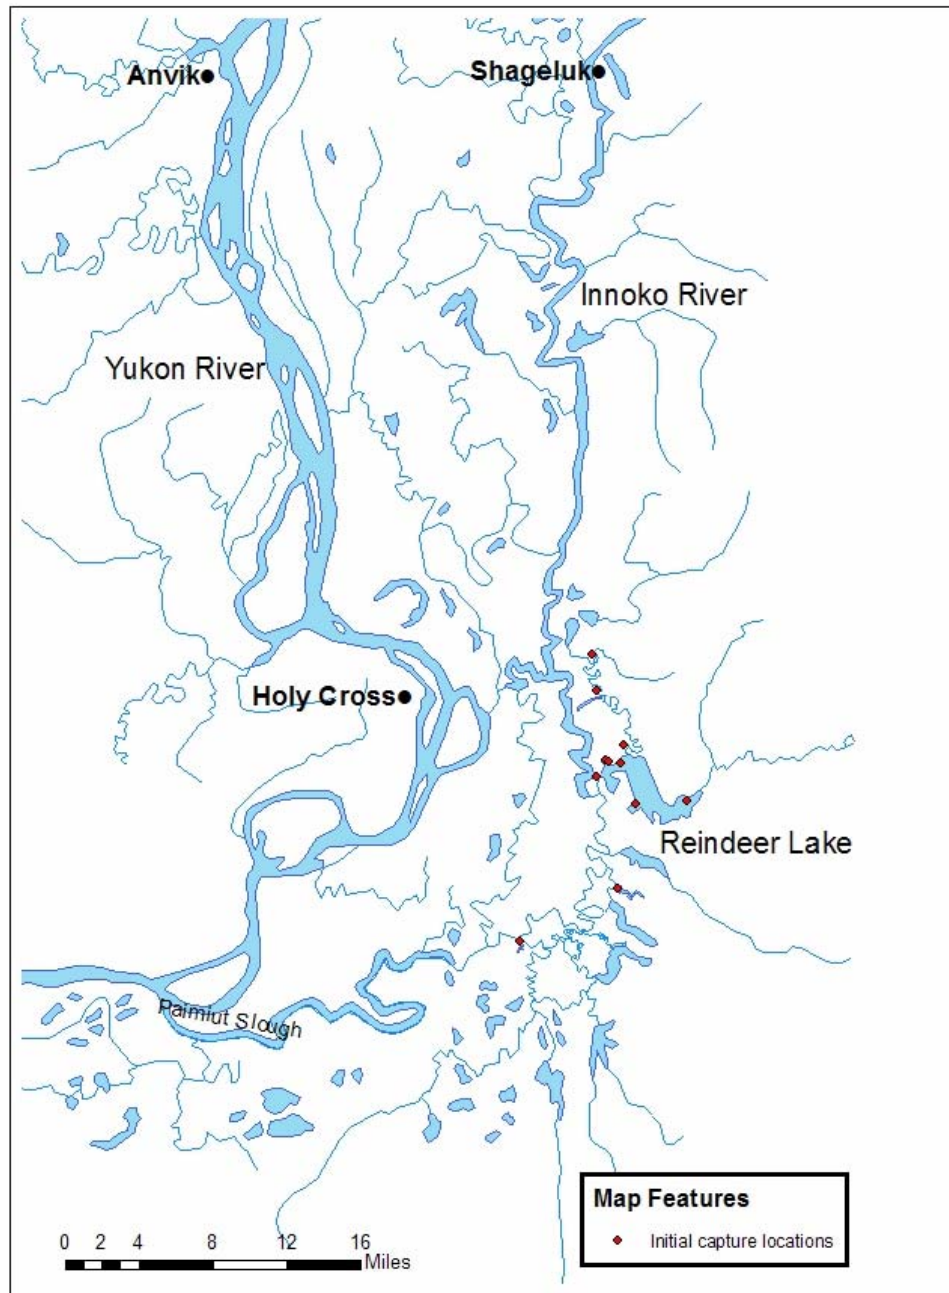 Anvik
Shageluk
Innoko River
Yukon River
Holy Cross
Reindeer Lake
Paimiut Slough
Map Features
Initial capture locations
0 2 4 8 12 16
Miles